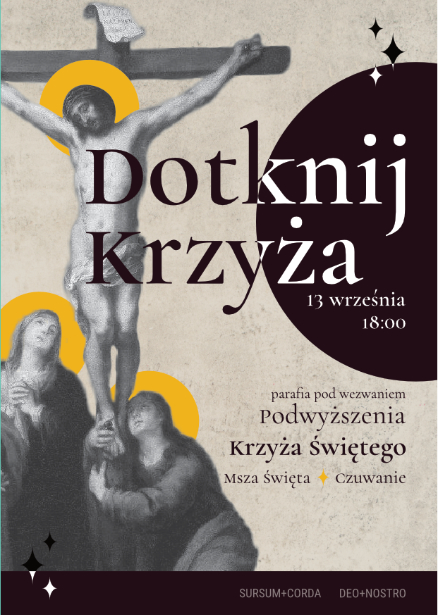 Dotknij
Krzyża
13 września
18:00
parafia pod wezwaniem
Podwyższenia
Krzyża Świętego
Msza Święta ✦ Czuwanie
SURSUM+CORDA DEO+NOSTRO